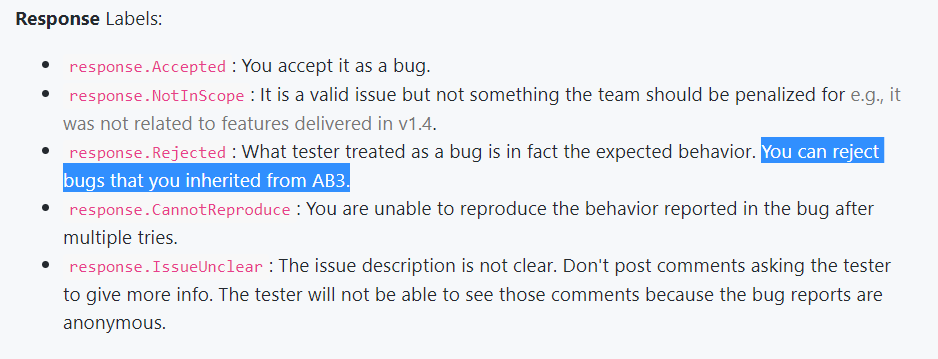 Response Labels:
response.Accepted : You accept it as a bug.
response.NotInScope : It is a valid issue but not something the team should be penalized for e.g., it
was not related to features delivered in v1.4.
response.Rejected : What tester treated as a bug is in fact the expected behavior. You can reject
bugs that you inherited from AB3.
response.CannotReproduce : You are unable to reproduce the behavior reported in the bug after
multiple tries.
response.IssueUnclear : The issue description is not clear. Don't post comments asking the tester
to give more info. The tester will not be able to see those comments because the bug reports are
anonymous.